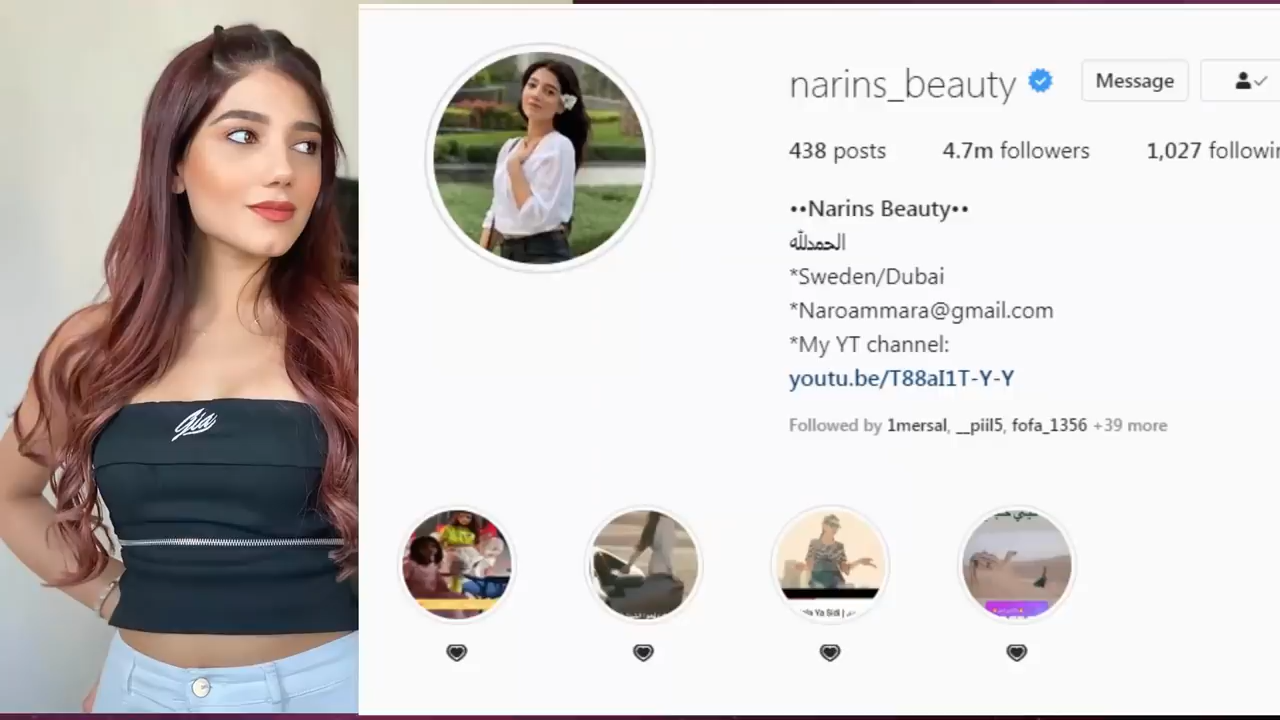 Gia
narins_beauty
Message
438 posts
4.7m followers
1,027 followin
••Narins Beauty••
الحمدلله
*Sweden/Dubai
*Naroammara@gmail.com
*My YT channel:
youtu.be/T88aI1T-Y-Y
Followed by 1mersal, __piil5, fofa_1356 +39 more